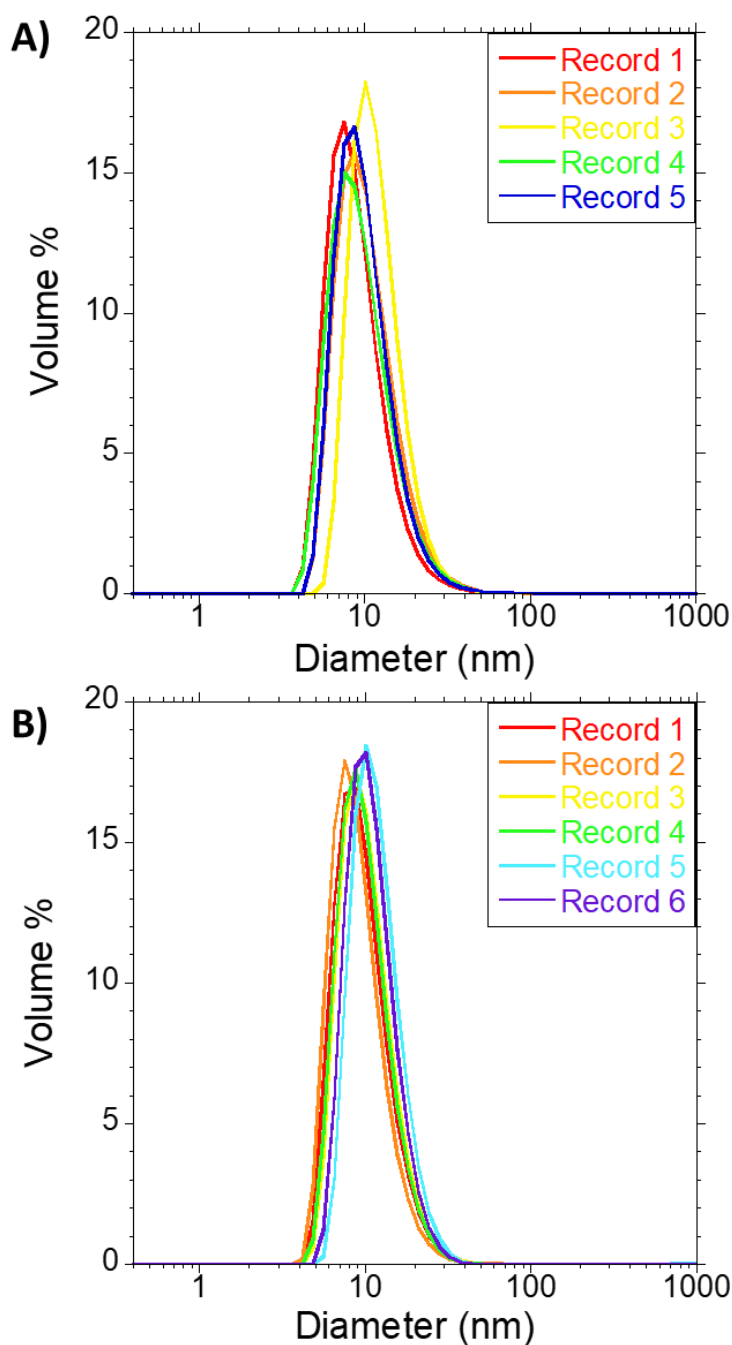 A)
20
15
10
5
0
Volume %
Record 1
Record 2
Record 3
Record 4
Record 5
1 10 100 1000
Diameter (nm)
B)
20
15
10
5
0
Volume %
Record 1
Record 2
Record 3
Record 4
Record 5
Record 6
1 10 100 1000
Diameter (nm)